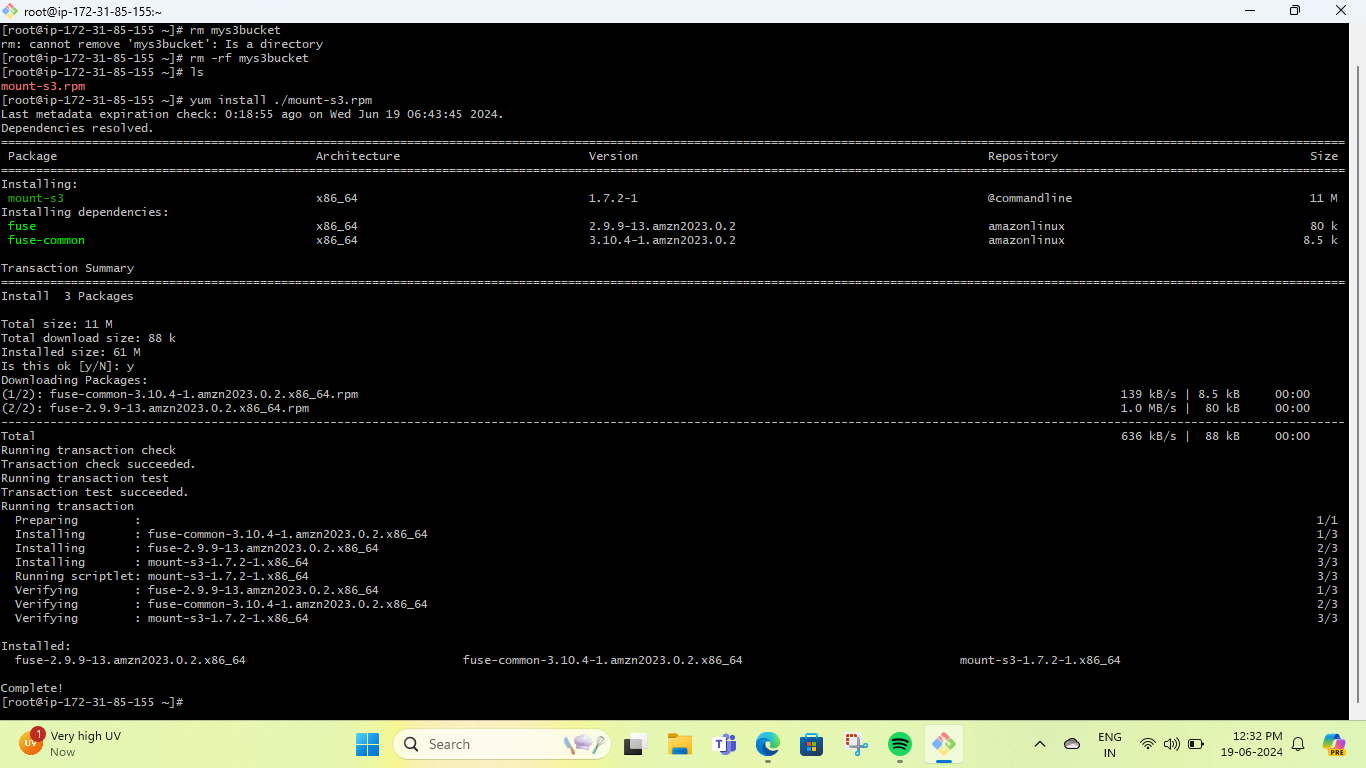 root@ip-172-31-85-155:~
[root@ip-172-31-85-155 ~]# rm mys3bucket
rm: cannot remove 'mys3bucket': Is a directory
[root@ip-172-31-85-155 ~]# rm -rf mys3bucket
[root@ip-172-31-85-155 ~]# ls
mount-s3.rpm
[root@ip-172-31-85-155 ~]# yum install ./mount-s3.rpm
Last metadata expiration check: 0:18:55 ago on Wed Jun 19 06:43:45 2024.
Dependencies resolved.
Package Architecture Version Repository Size
Installing:
mount-s3 x86_64 1.7.2-1 @commandline 11 M
Installing dependencies:
fuse x86_64 2.9.9-13.amzn2023.0.2 amazonlinux 80 k
fuse-common x86_64 3.10.4-1.amzn2023.0.2 amazonlinux 8.5 k
Transaction Summary
Install 3 Packages
Total size: 11 M
Total download size: 88 k
Installed size: 61 M
Is this ok [y/N]: y
Downloading Packages:
(1/2): fuse-common-3.10.4-1.amzn2023.0.2.x86_64.rpm 139 kB/s | 8.5 kB 00:00
(2/2): fuse-2.9.9-13.amzn2023.0.2.x86_64.rpm 1.0 MB/s | 80 kB 00:00
Total 636 kB/s | 88 kB 00:00
Running transaction check
Transaction check succeeded.
Running transaction test
Transaction test succeeded.
Running transaction
Preparing : 1/1
Installing : fuse-common-3.10.4-1.amzn2023.0.2.x86_64 1/3
Installing : fuse-2.9.9-13.amzn2023.0.2.x86_64 2/3
Installing : mount-s3-1.7.2-1.x86_64 3/3
Running scriptlet: mount-s3-1.7.2-1.x86_64 3/3
Verifying : fuse-2.9.9-13.amzn2023.0.2.x86_64 1/3
Verifying : fuse-common-3.10.4-1.amzn2023.0.2.x86_64 2/3
Verifying : mount-s3-1.7.2-1.x86_64 3/3
Installed:
fuse-2.9.9-13.amzn2023.0.2.x86_64 fuse-common-3.10.4-1.amzn2023.0.2.x86_64 mount-s3-1.7.2-1.x86_64
Complete!
[root@ip-172-31-85-155 ~]#
UV 1 Very high UV
Now
Search
ENG
IN
12:32 PM
19-06-2024
PRE